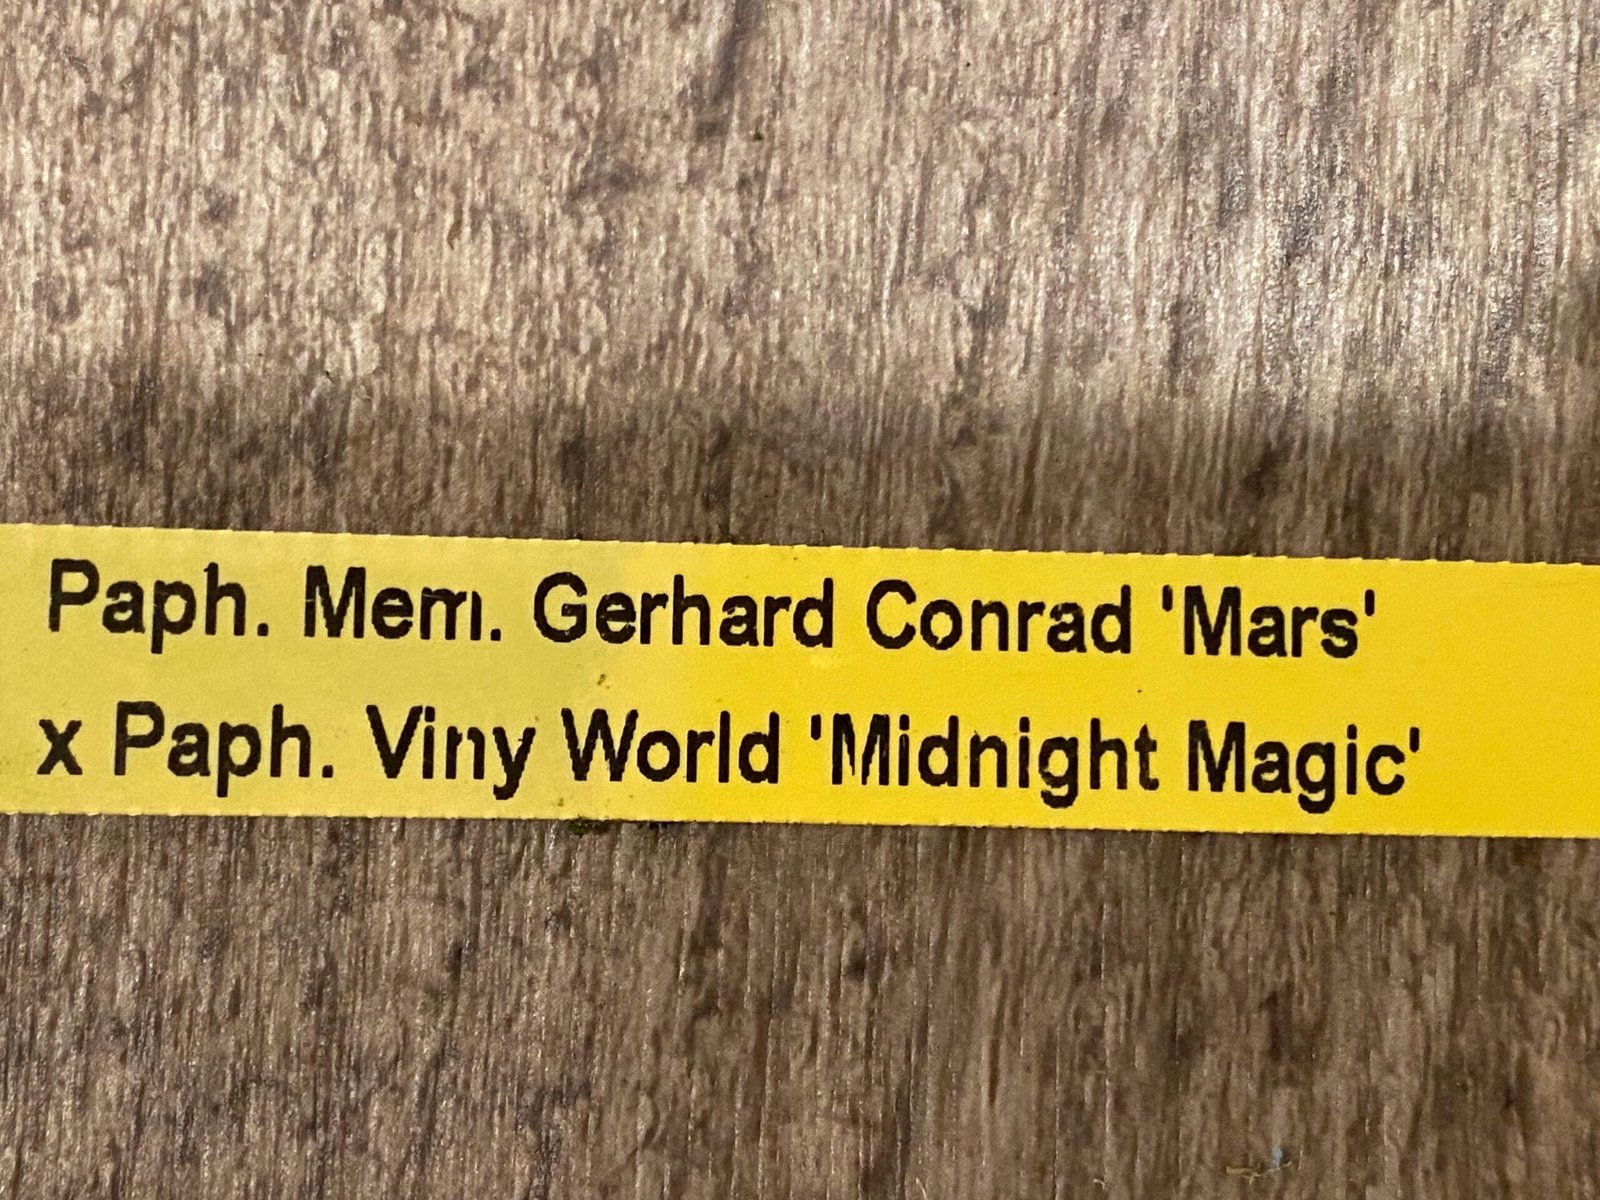 Paph. Mem. Gerhard Conrad 'Mars'
x Paph. Viny World 'Midnight Magic'